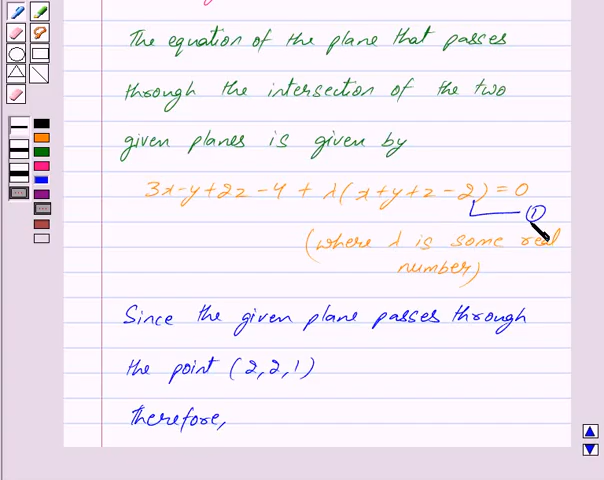 The equation of the plane that passes
through the intersection of the two
given planes is given by
3x-y+2z-4 + λ(x+y+z-2) = 0
①
(where λ is some real
number)
Since the given plane passes through
the point (2,2,1)
therefore,